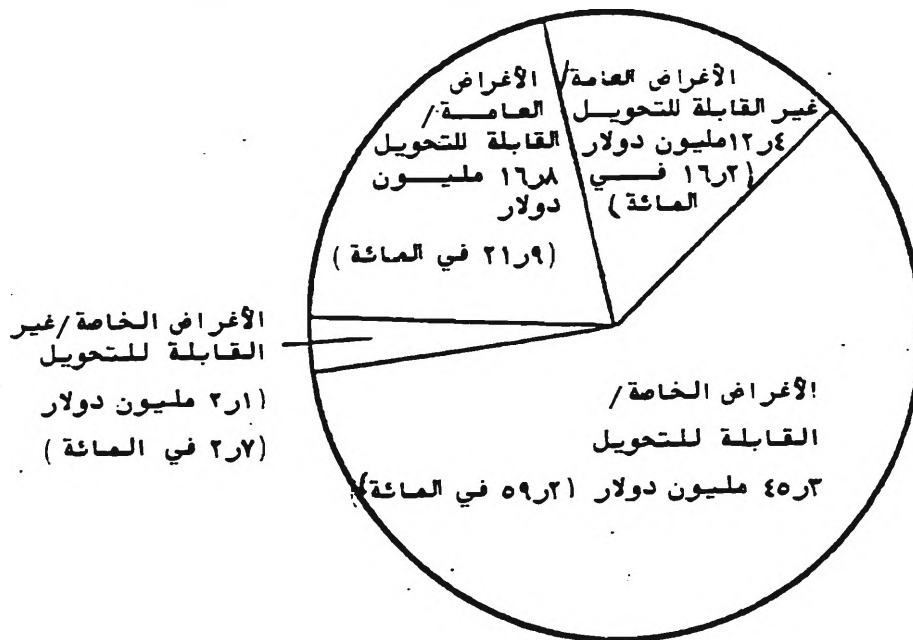 الأغراض العامة/
غير القابلة للتحويل
٤ر١٢ مليون دولار
(٢ر١٦ في
المائة)
الأغراض
العامة/
القابلة للتحويل
٨ر١٦ مليون
دولار
(٩ر٢١ في المائة)
الأغراض الخاصة/غير
القابلة للتحويل
(١ر٢ مليون دولار
(٧ر٢ في المائة)
الأغراض الخاصة/
القابلة للتحويل
٣ر٤٥ مليون دولار (٢ر٥٩ في المائة)